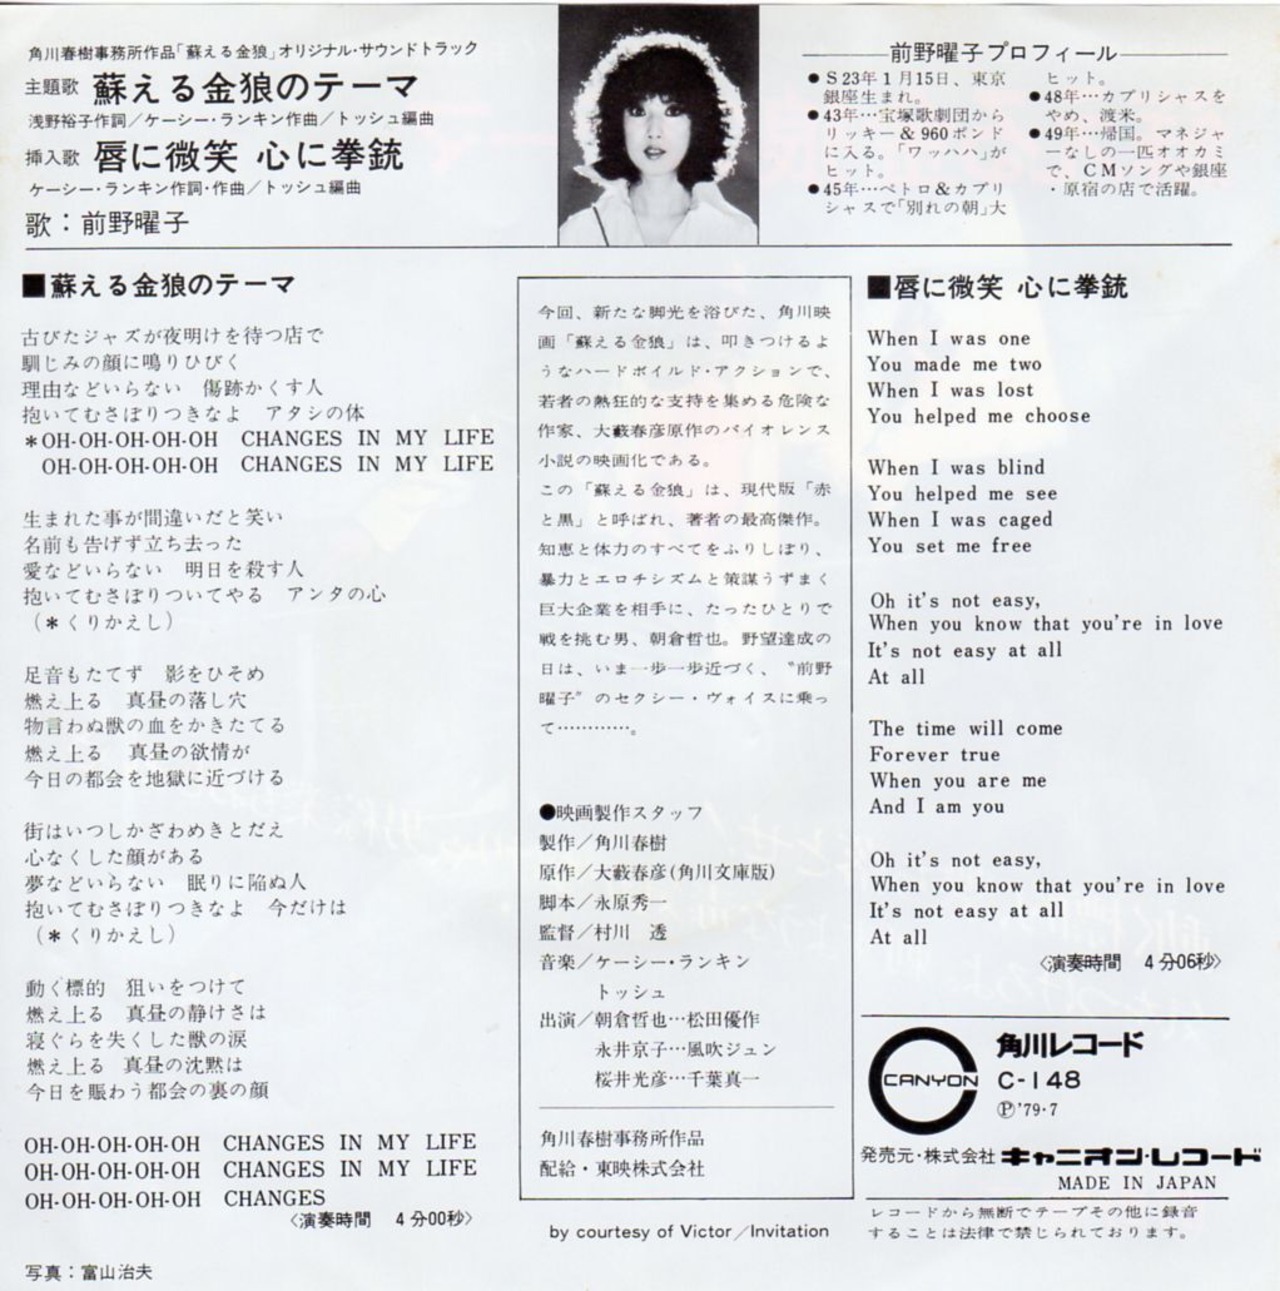 角川春樹事務所作品「蘇える金狼」オリジナル・サウンドトラック
主題歌 蘇える金狼のテーマ
浅野裕子作詞／ケーシー・ランキン作曲／トッシュ編曲
挿入歌 唇に微笑 心に拳銃
ケーシー・ランキン作詞・作曲／トッシュ編曲
歌：前野曜子
前野曜子プロフィール
●S23年1月15日、東京
銀座生まれ。
●43年…宝塚歌劇団から
リッキー＆960ポンド
に入る。「ワッハハ」が
ヒット。
●45年…ペトロ＆カプリ
シャスで「別れの朝」大
ヒット。
●48年…カプリシャスを
やめ、渡米。
●49年…帰国。マネジャ
ーなしの一匹オオカミ
で、CMソングや銀座
・原宿の店で活躍。
■蘇える金狼のテーマ
古びたジャズが夜明けを待つ店で
馴じみの顔に鳴りひびく
理由などいらない　傷跡かくす人
抱いてむさぼりつきなよ　アタシの体
＊OH-OH-OH-OH-OH CHANGES IN MY LIFE
OH-OH-OH-OH-OH CHANGES IN MY LIFE
生まれた事が間違いだと笑い
名前も告げず立ち去った
愛などいらない　明日を殺す人
抱いてむさぼりついてやる　アンタの心
（＊くりかえし）
足音もたてず　影をひそめ
燃え上る　真昼の落し穴
物言わぬ獣の血をかきたてる
燃え上る　真昼の欲情が
今日の都会を地獄に近づける
街はいつしかざわめきとだえ
心なくした顔がある
夢などいらない　眠りに陥ぬ人
抱いてむさぼりつきなよ　今だけは
（＊くりかえし）
動く標的　狙いをつけて
燃え上る　真昼の静けさは
寝ぐらを失くした獣の涙
燃え上る　真昼の沈黙は
今日を賑わう都会の裏の顔
OH-OH-OH-OH-OH CHANGES IN MY LIFE
OH-OH-OH-OH-OH CHANGES IN MY LIFE
OH-OH-OH-OH-OH CHANGES
〈演奏時間　4分00秒〉
写真：富山治夫
今回、新たな脚光を浴びた、角川映
画「蘇える金狼」は、叩きつけるよ
うなハードボイルド・アクションで、
若者の熱狂的な支持を集める危険な
作家、大藪春彦原作のバイオレンス
小説の映画化である。
この「蘇える金狼」は、現代版「赤
と黒」と呼ばれ、著者の最高傑作。
知恵と体力のすべてをふりしぼり、
暴力とエロチシズムと策謀うずまく
巨大企業を相手に、たったひとりで
戦を挑む男、朝倉哲也。野望達成の
日は、いま一歩一歩近づく、〝前野
曜子〟のセクシー・ヴォイスに乗っ
て…………。
●映画製作スタッフ
製作／角川春樹
原作／大藪春彦（角川文庫版）
脚本／永原秀一
監督／村川　透
音楽／ケーシー・ランキン
トッシュ
出演／朝倉哲也…松田優作
永井京子…風吹ジュン
桜井光彦…千葉真一
角川春樹事務所作品
配給・東映株式会社
by courtesy of Victor／Invitation
■唇に微笑 心に拳銃
When I was one
You made me two
When I was lost
You helped me choose
When I was blind
You helped me see
When I was caged
You set me free
Oh it's not easy,
When you know that you're in love
It's not easy at all
At all
The time will come
Forever true
When you are me
And I am you
Oh it's not easy,
When you know that you're in love
It's not easy at all
At all
〈演奏時間　4分06秒〉
CANYON
角川レコード
C-148
Ⓟ'79・7
発売元・株式会社キャニオン・レコード
MADE IN JAPAN
レコードから無断でテープその他に録音
することは法律で禁じられております。